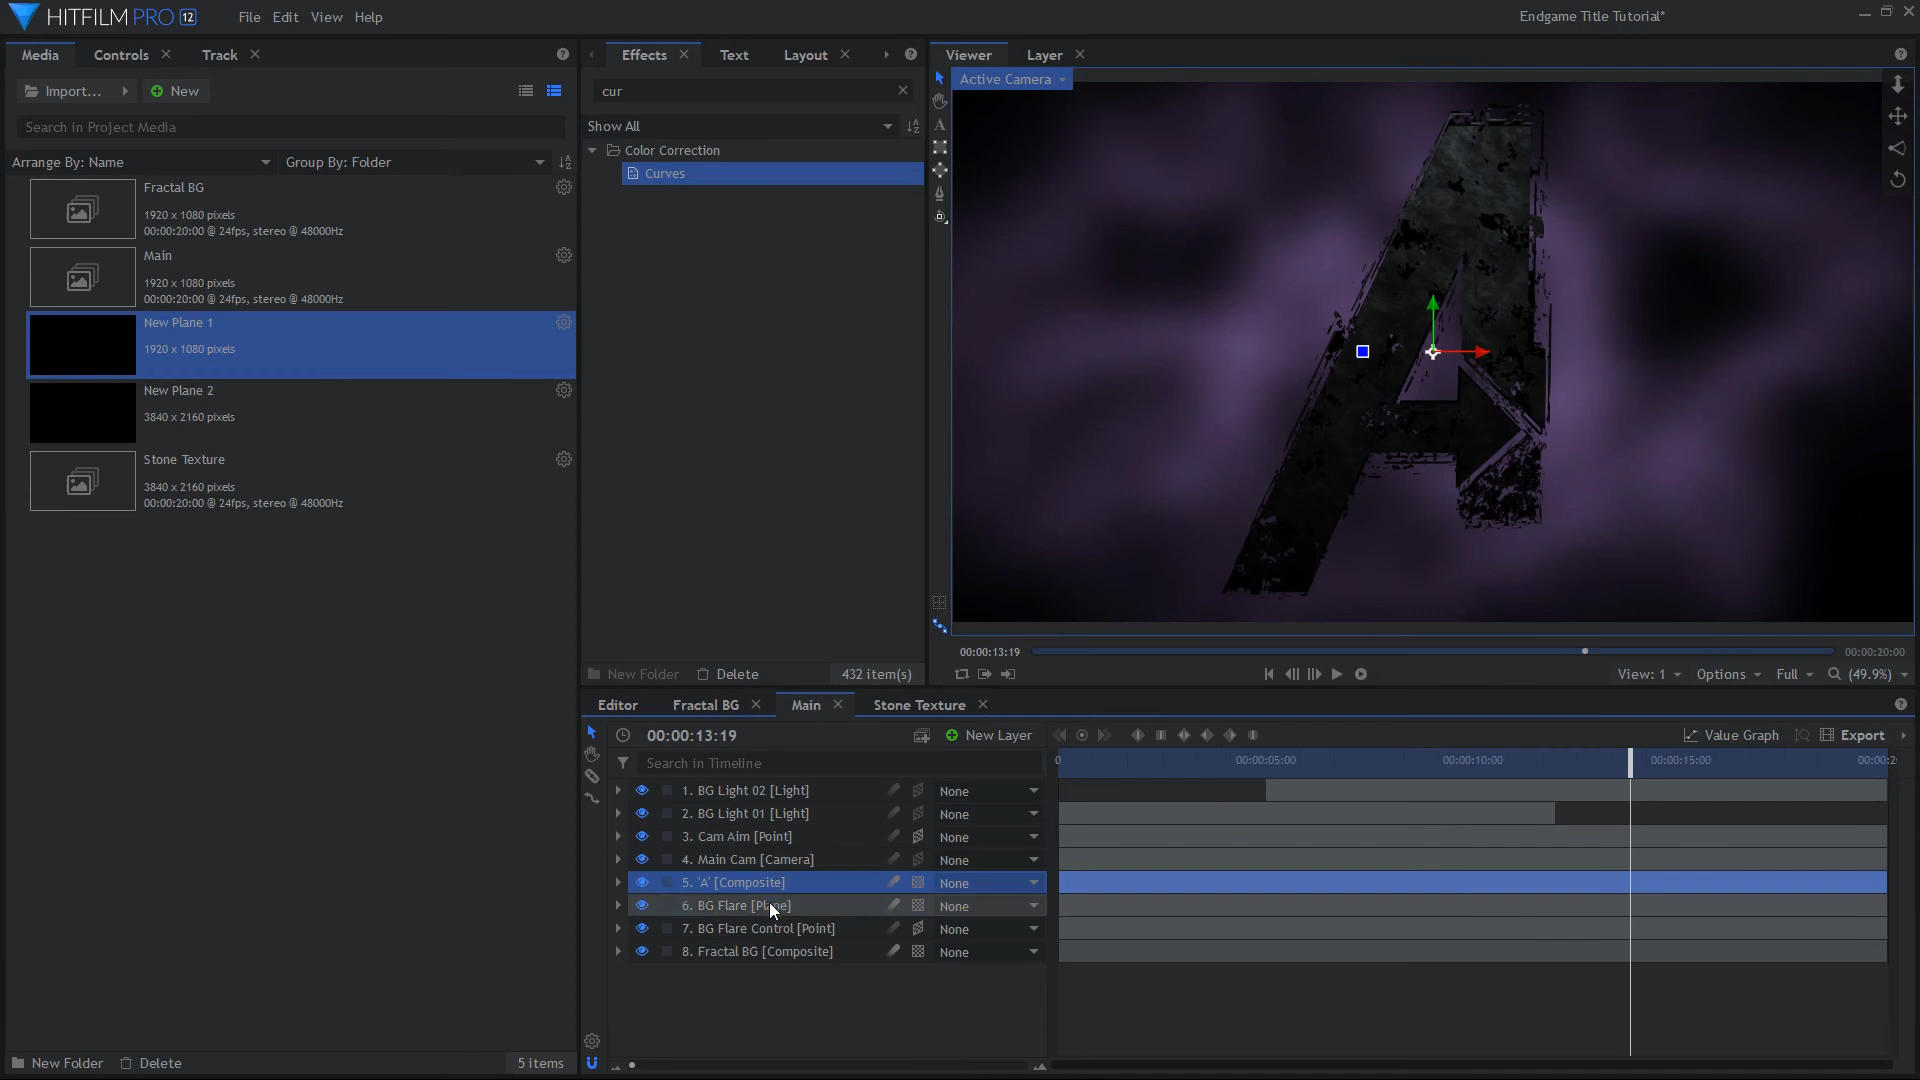 HITFILM PRO 12
File Edit View Help
Endgame Title Tutorial*
Media Controls Track
Import... New
Search in Project Media
Arrange By: Name Group By: Folder
Fractal BG
1920 x 1080 pixels
00:00:20:00 @ 24fps, stereo @ 48000Hz
Main
1920 x 1080 pixels
00:00:20:00 @ 24fps, stereo @ 48000Hz
New Plane 1
1920 x 1080 pixels
New Plane 2
3840 x 2160 pixels
Stone Texture
3840 x 2160 pixels
00:00:20:00 @ 24fps, stereo @ 48000Hz
New Folder Delete 5 items
Effects Text Layout
cur
Show All
Color Correction
Curves
New Folder Delete 432 item(s)
Viewer Layer
Active Camera
A
00:00:13:19 00:00:20:00
View: 1 Options Full (49.9%)
Editor Fractal BG Main Stone Texture
00:00:13:19 New Layer Value Graph Export
Search in Timeline
0 00:00:05:00 00:00:10:00 00:00:15:00 00:00:2
1. BG Light 02 [Light] None
2. BG Light 01 [Light] None
3. Cam Aim [Point] None
4. Main Cam [Camera] None
5. 'A' [Composite] None
6. BG Flare [Plane] None
7. BG Flare Control [Point] None
8. Fractal BG [Composite] None